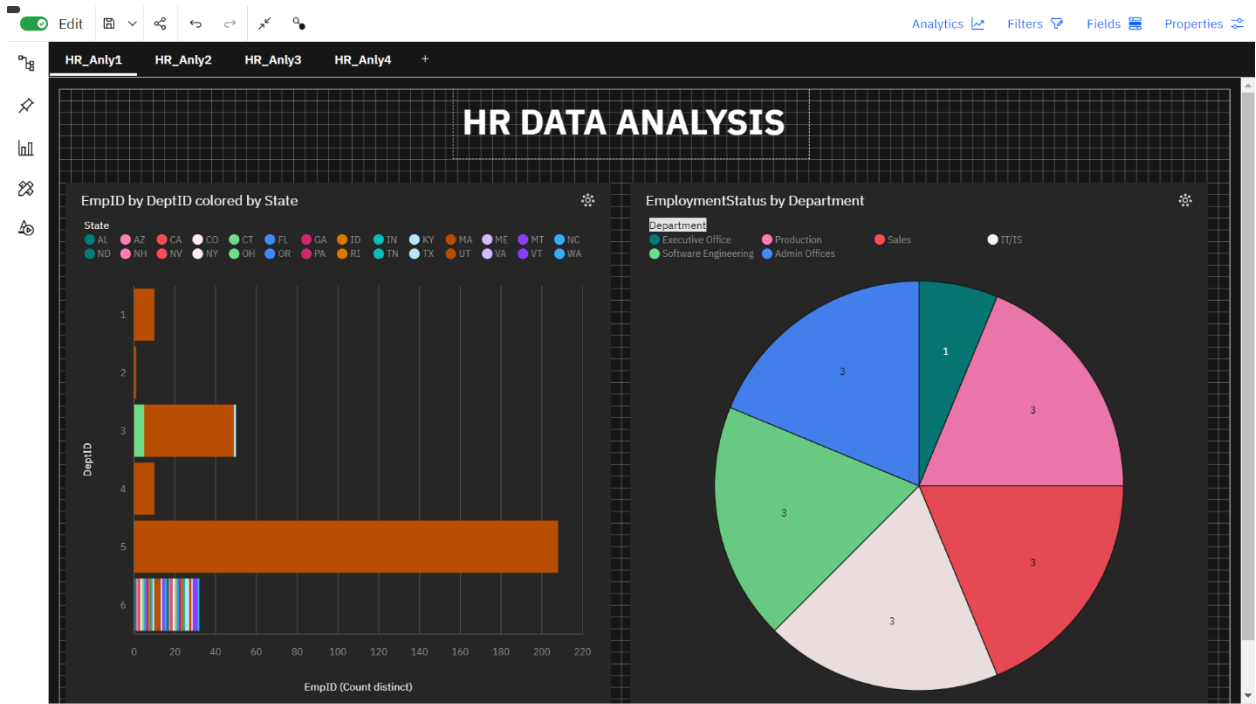 Edit
Analytics Filters Fields Properties
HR_Anly1 HR_Anly2 HR_Anly3 HR_Anly4 +
HR DATA ANALYSIS
EmpID by DeptID colored by State
State
AL AZ CA CO CT FL GA ID IN KY MA ME MT NC
ND NH NV NY OH OR PA RI TN TX UT VA VT WA
1
2
3
4
5
6
DeptID
0 20 40 60 80 100 120 140 160 180 200 220
EmpID (Count distinct)
EmploymentStatus by Department
Department
Executive Office Production Sales IT/IS
Software Engineering Admin Offices
1
3
3
3
3
3